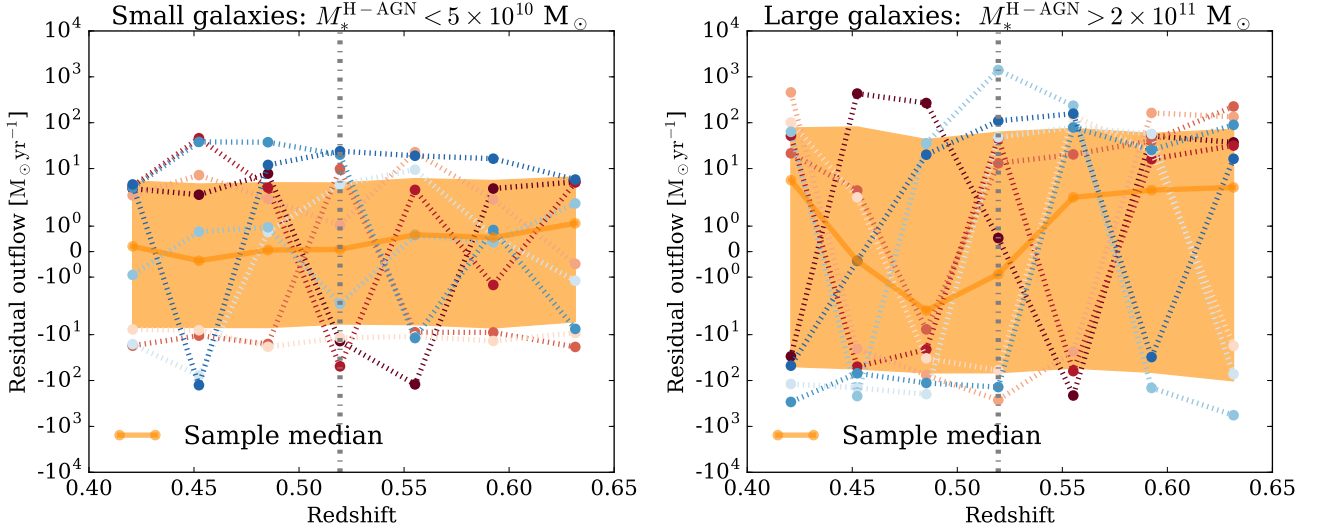 Small galaxies: M∗^{H−AGN} < 5 × 10^{10} M⊙
Residual outflow [M⊙yr^{−1}]
10^4
10^3
10^2
10^1
10^0
0
-10^0
-10^1
-10^2
-10^3
-10^4
Sample median
0.40 0.45 0.50 0.55 0.60 0.65
Redshift
Large galaxies: M∗^{H−AGN} > 2 × 10^{11} M⊙
Residual outflow [M⊙yr^{−1}]
10^4
10^3
10^2
10^1
10^0
0
-10^0
-10^1
-10^2
-10^3
-10^4
Sample median
0.40 0.45 0.50 0.55 0.60 0.65
Redshift